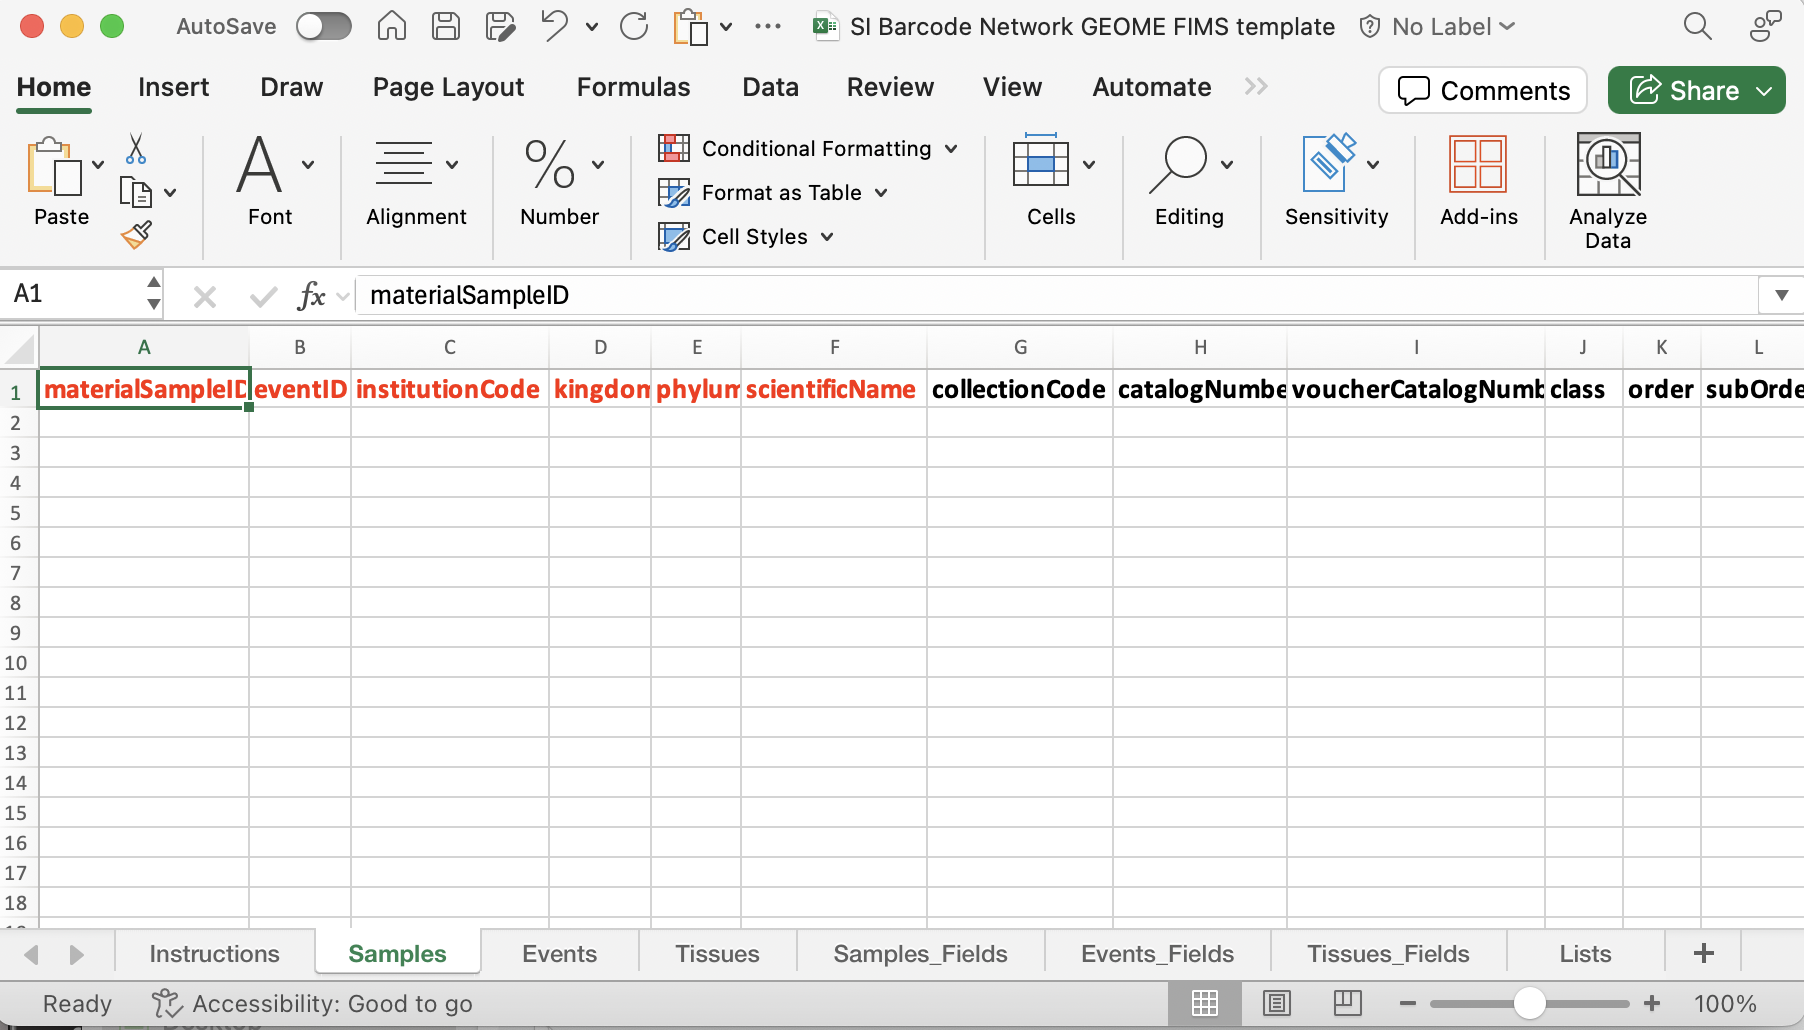 AutoSave SI Barcode Network GEOME FIMS template No Label
Home Insert Draw Page Layout Formulas Data Review View Automate Comments Share
Conditional Formatting
Format as Table
Cell Styles
Paste Font Alignment Number Cells Editing Sensitivity Add-ins Analyze
Data
A1 fx materialSampleID
A B C D E F G H I J K L
1 materialSampleID eventID institutionCode kingdom phylum scientificName collectionCode catalogNumbe voucherCatalogNumb class order subOrde
2
3
4
5
6
7
8
9
10
11
12
13
14
15
16
17
18
Instructions Samples Events Tissues Samples_Fields Events_Fields Tissues_Fields Lists +
Ready Accessibility: Good to go 100%